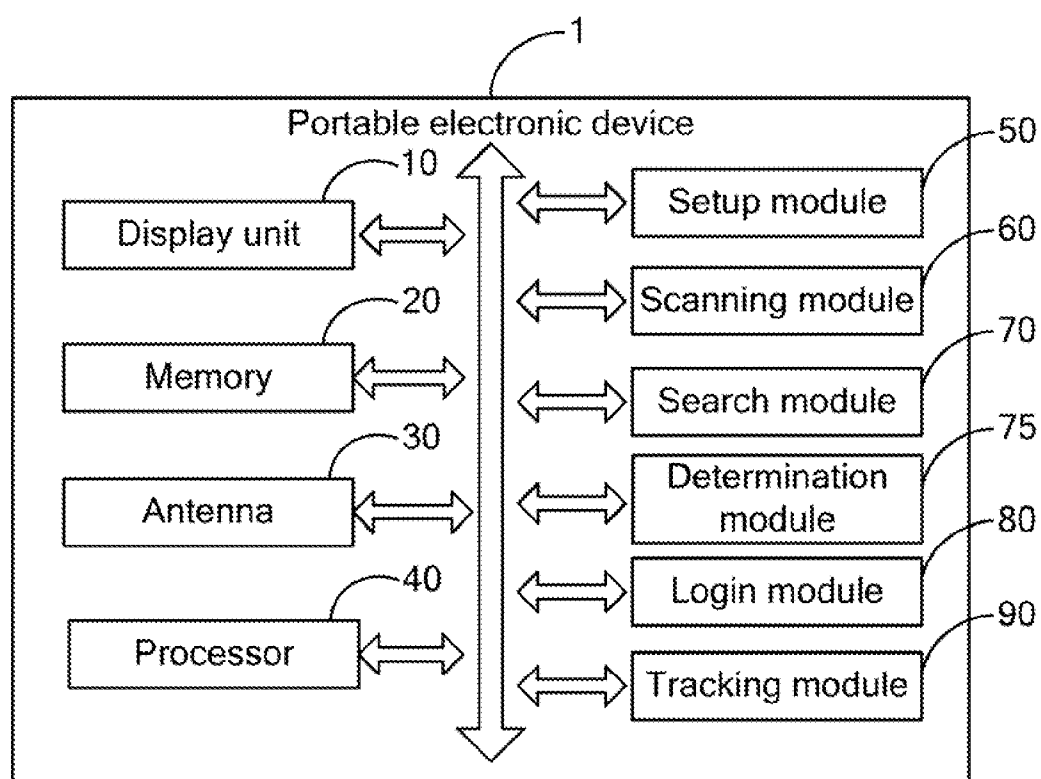 1
Portable electronic device
10
Display unit
20
Memory
30
Antenna
40
Processor
50
Setup module
60
Scanning module
70
Search module
75
Determination
module
80
Login module
90
Tracking module